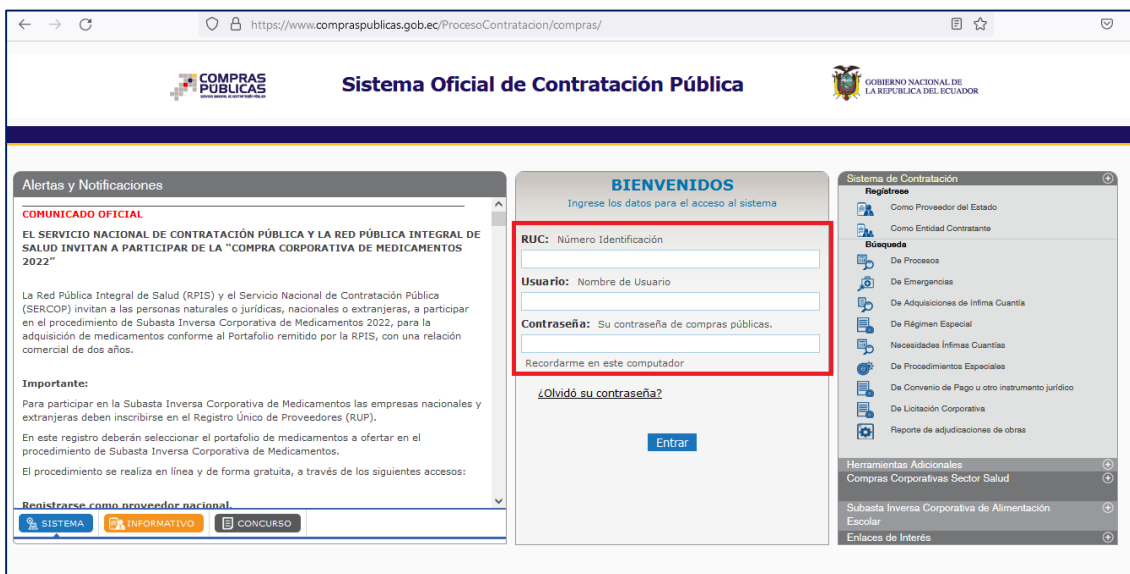 https://www.compraspublicas.gob.ec/ProcesoContratacion/compras/
COMPRAS
PÚBLICAS
Sistema Oficial de Contratación Pública
GOBIERNO NACIONAL DE
LA REPUBLICA DEL ECUADOR
Alertas y Notificaciones
COMUNICADO OFICIAL
EL SERVICIO NACIONAL DE CONTRATACIÓN PÚBLICA Y LA RED PÚBLICA INTEGRAL DE
SALUD INVITAN A PARTICIPAR DE LA “COMPRA CORPORATIVA DE MEDICAMENTOS
2022”
La Red Pública Integral de Salud (RPIS) y el Servicio Nacional de Contratación Pública
(SERCOP) invitan a las personas naturales o jurídicas, nacionales o extranjeras, a participar
en el procedimiento de Subasta Inversa Corporativa de Medicamentos 2022, para la
adquisición de medicamentos conforme al Portafolio remitido por la RPIS, con una relación
comercial de dos años.
Importante:
Para participar en la Subasta Inversa Corporativa de Medicamentos las empresas nacionales y
extranjeras deben inscribirse en el Registro Único de Proveedores (RUP).
En este registro deberán seleccionar el portafolio de medicamentos a ofertar en el
procedimiento de Subasta Inversa Corporativa de Medicamentos.
El procedimiento se realiza en línea y de forma gratuita, a través de los siguientes accesos:
Registrarse como proveedor nacional.
SISTEMA
INFORMATIVO
CONCURSO
BIENVENIDOS
Ingrese los datos para el acceso al sistema
RUC: Número Identificación
Usuario: Nombre de Usuario
Contraseña: Su contraseña de compras públicas.
Recordarme en este computador
¿Olvidó su contraseña?
Entrar
Sistema de Contratación
Regístrese
Como Proveedor del Estado
Como Entidad Contratante
Búsqueda
De Procesos
De Emergencias
De Adquisiciones de ínfima Cuantía
De Régimen Especial
Necesidades Ínfimas Cuantías
De Procedimientos Especiales
De Convenio de Pago u otro instrumento jurídico
De Licitación Corporativa
Reporte de adjudicaciones de obras
Herramientas Adicionales
Compras Corporativas Sector Salud
Subasta Inversa Corporativa de Alimentación
Escolar
Enlaces de Interés